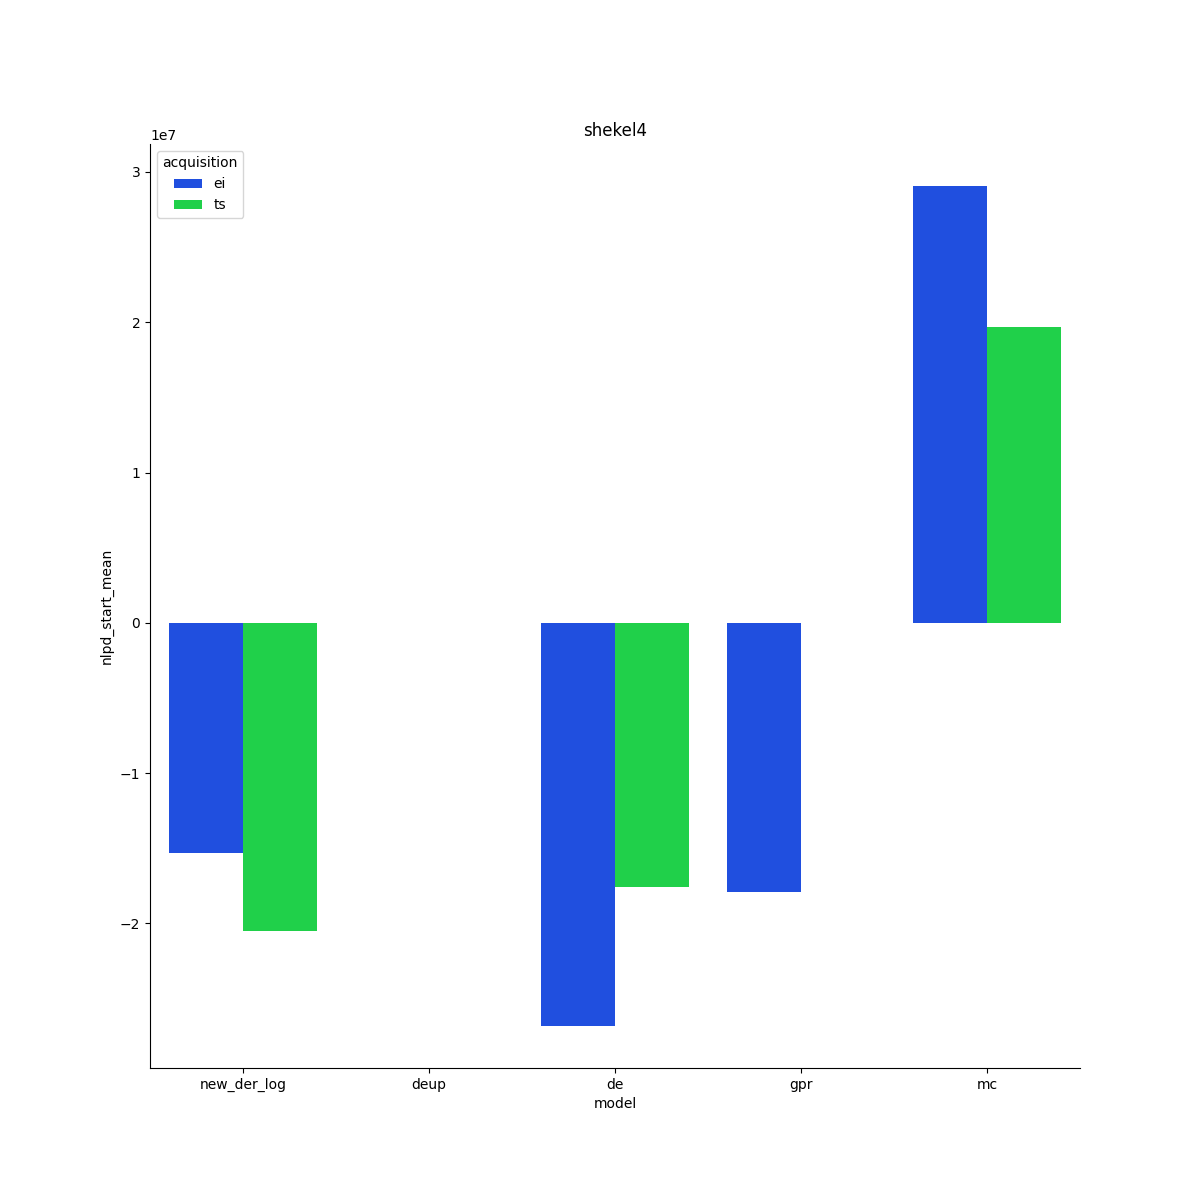 shekel4
1e7
acquisition
ei
ts
3
2
1
0
−1
−2
nlpd_start_mean
new_der_log deup de gpr mc
model